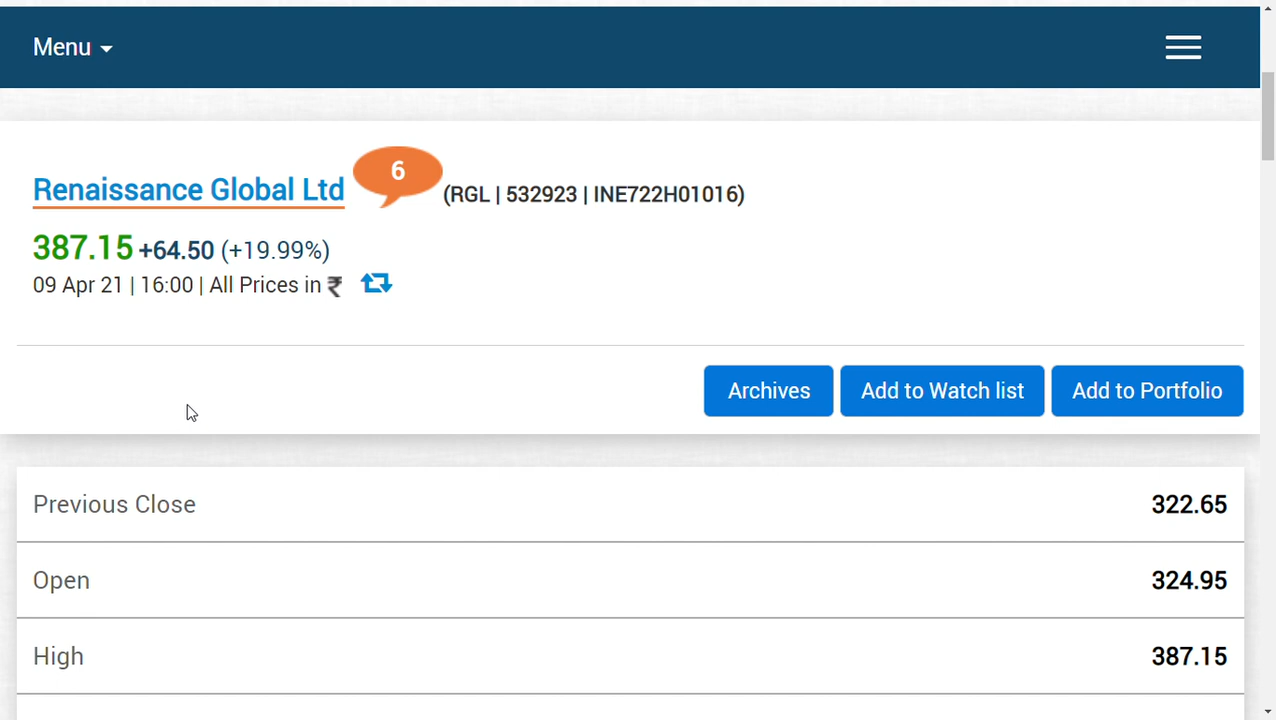 Menu
Renaissance Global Ltd 6 (RGL | 532923 | INE722H01016)
387.15 +64.50 (+19.99%)
09 Apr 21 | 16:00 | All Prices in ₹
Archives Add to Watch list Add to Portfolio
Previous Close 322.65
Open 324.95
High 387.15